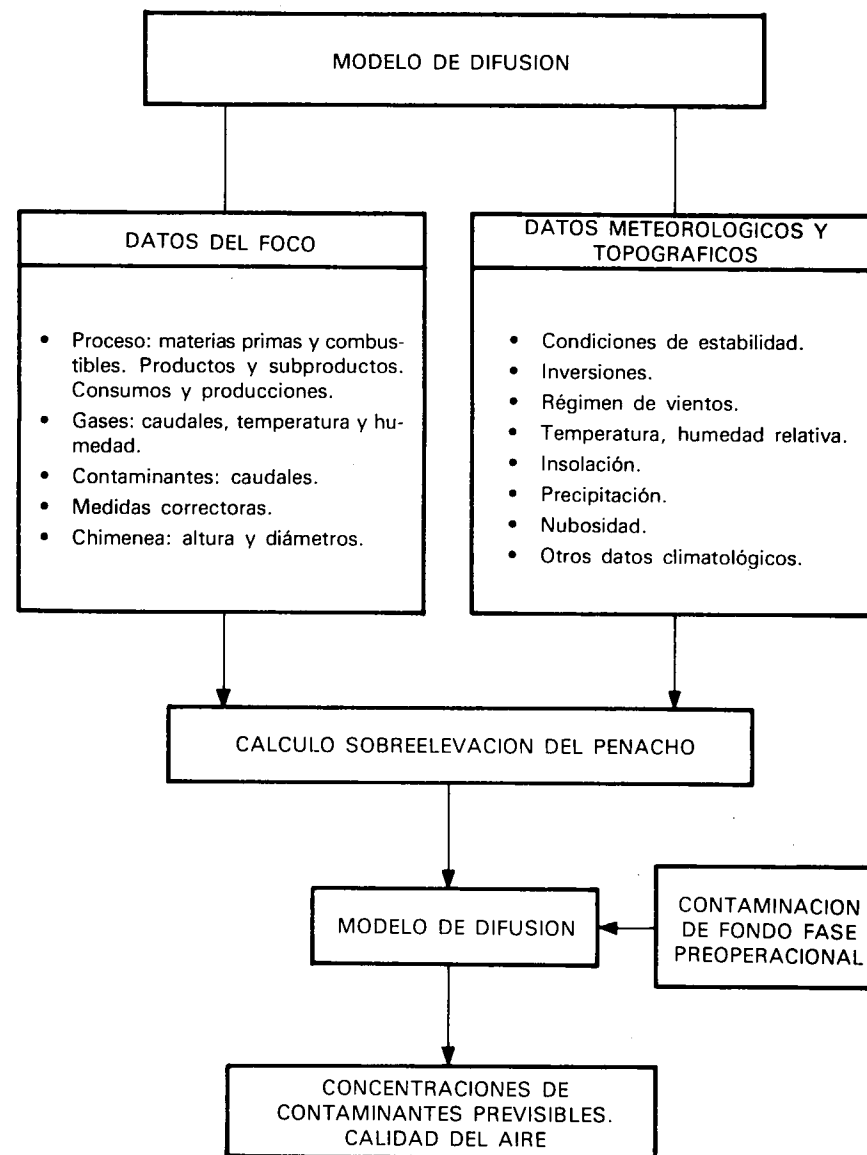 MODELO DE DIFUSION
DATOS DEL FOCO
• Proceso: materias primas y combus-
tibles. Productos y subproductos.
Consumos y producciones.
• Gases: caudales, temperatura y hu-
medad.
• Contaminantes: caudales.
• Medidas correctoras.
• Chimenea: altura y diámetros.
DATOS METEOROLOGICOS Y
TOPOGRAFICOS
• Condiciones de estabilidad.
• Inversiones.
• Régimen de vientos.
• Temperatura, humedad relativa.
• Insolación.
• Precipitación.
• Nubosidad.
• Otros datos climatológicos.
CALCULO SOBREELEVACION DEL PENACHO
MODELO DE DIFUSION
CONTAMINACION
DE FONDO FASE
PREOPERACIONAL
CONCENTRACIONES DE
CONTAMINANTES PREVISIBLES.
CALIDAD DEL AIRE